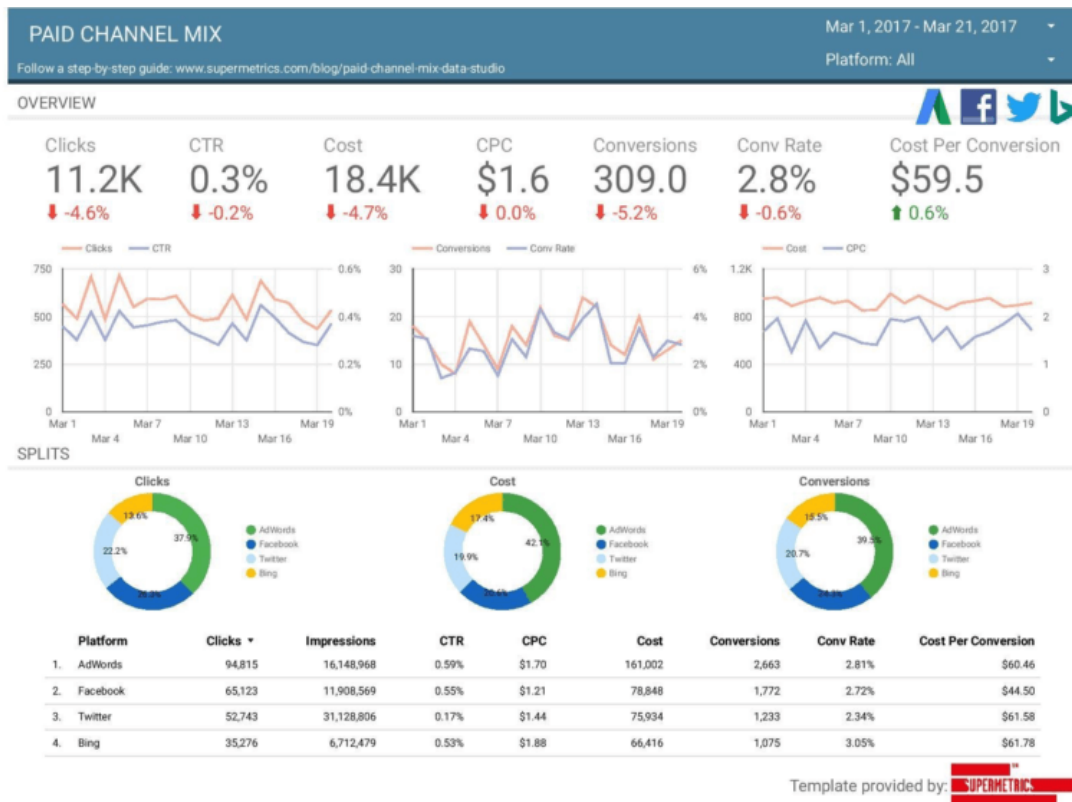 PAID CHANNEL MIX
Mar 1, 2017 - Mar 21, 2017
Follow a step-by-step guide: www.supermetrics.com/blog/paid-channel-mix-data-studio
Platform: All
OVERVIEW
Clicks CTR Cost CPC Conversions Conv Rate Cost Per Conversion
11.2K 0.3% 18.4K $1.6 309.0 2.8% $59.5
-4.6% -0.2% -4.7% 0.0% -5.2% -0.6% 0.6%
Clicks CTR
750 0.6%
500 0.4%
250 0.2%
0 0%
Mar 1 Mar 7 Mar 13 Mar 19
Mar 4 Mar 10 Mar 16
Conversions Conv Rate
30 6%
20 4%
10 2%
0 0%
Mar 1 Mar 7 Mar 13 Mar 19
Mar 4 Mar 10 Mar 16
Cost CPC
1.2K 3
800 2
400 1
0 0
Mar 1 Mar 7 Mar 13 Mar 19
Mar 4 Mar 10 Mar 16
SPLITS
Clicks
13.6%
37.9%
22.2%
AdWords
Facebook
Twitter
Bing
Cost
17.4%
42.1%
19.9%
20.6%
AdWords
Facebook
Twitter
Bing
Conversions
15.5%
39.5%
20.7%
24.3%
AdWords
Facebook
Twitter
Bing
Platform Clicks Impressions CTR CPC Cost Conversions Conv Rate Cost Per Conversion
1. AdWords 94,815 16,148,968 0.59% $1.70 161,002 2,663 2.81% $60.46
2. Facebook 65,123 11,908,569 0.55% $1.21 78,848 1,772 2.72% $44.50
3. Twitter 52,743 31,128,806 0.17% $1.44 75,934 1,233 2.34% $61.58
4. Bing 35,276 6,712,479 0.53% $1.88 66,416 1,075 3.05% $61.78
Template provided by: SUPERMETRICS